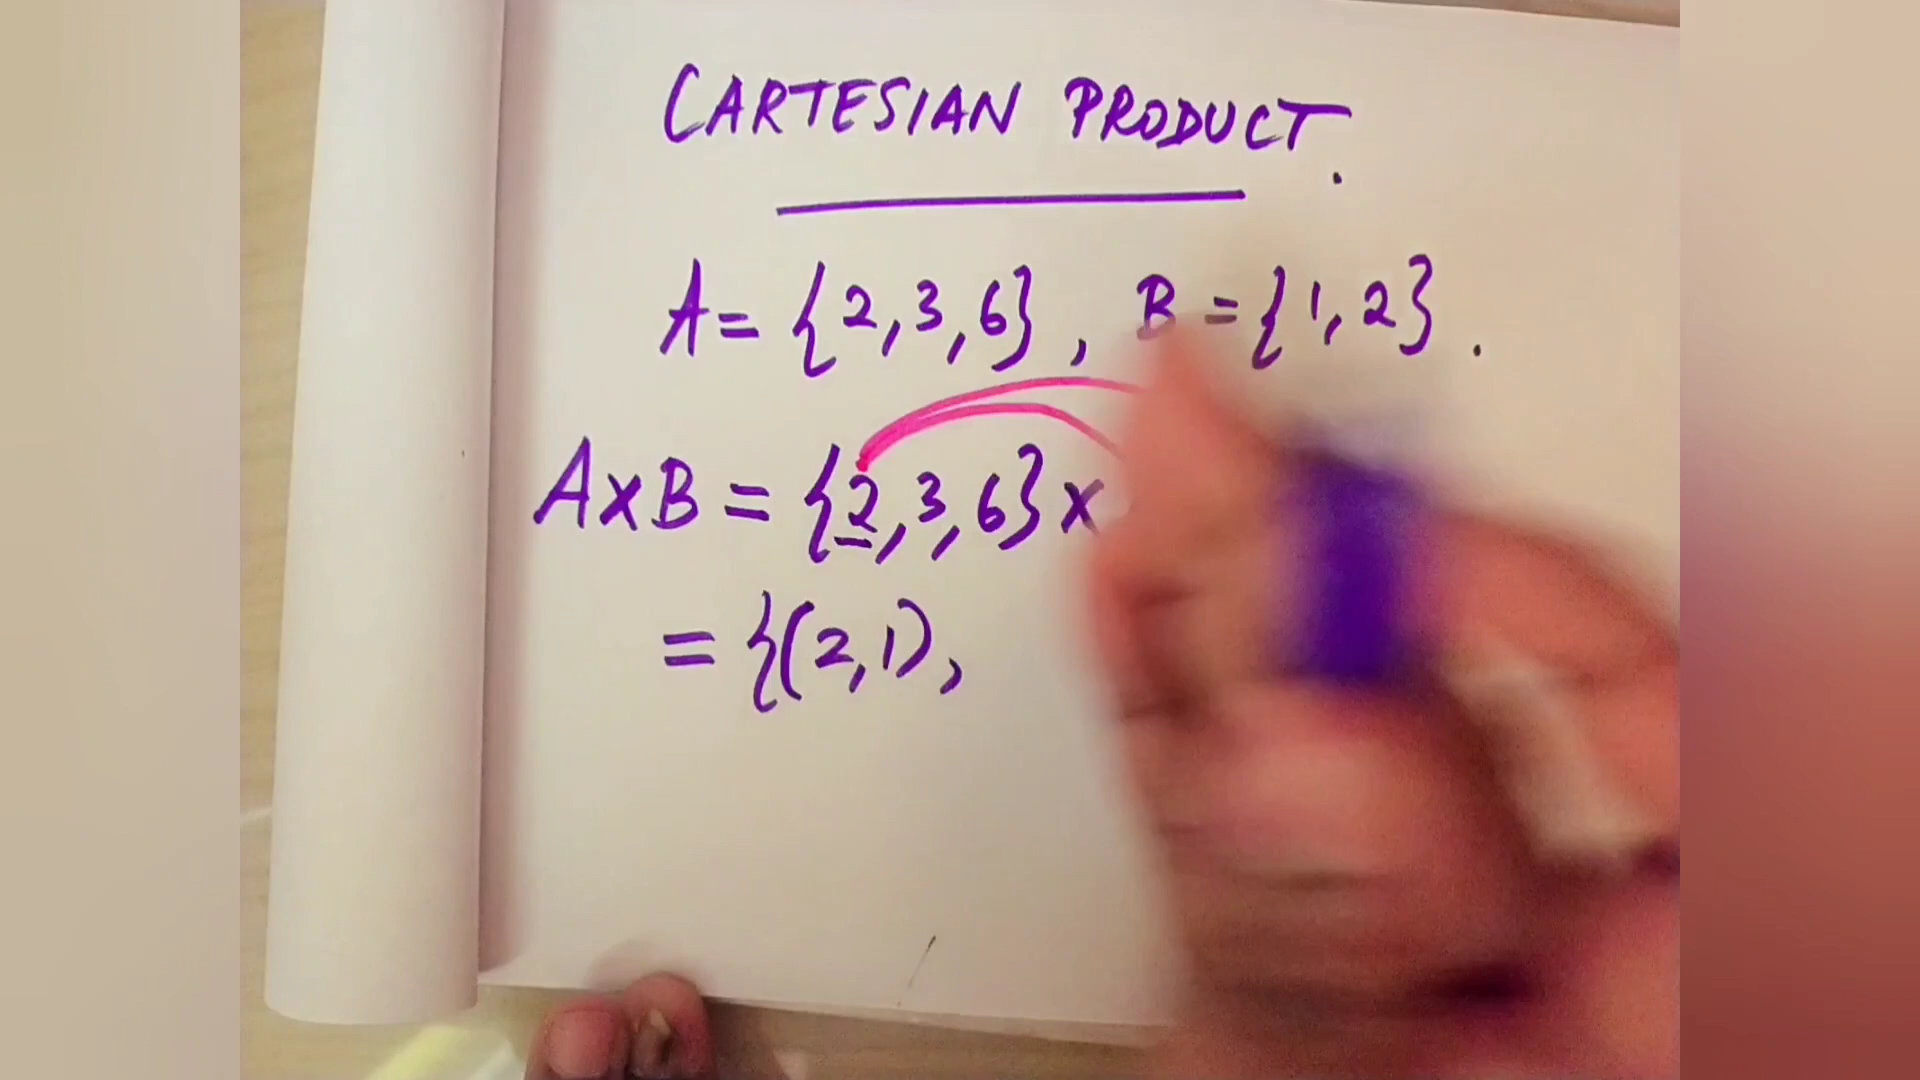 CARTESIAN PRODUCT.
A = {2, 3, 6}, B = {1, 2}.
A x B = {2, 3, 6} x
= {(2, 1),